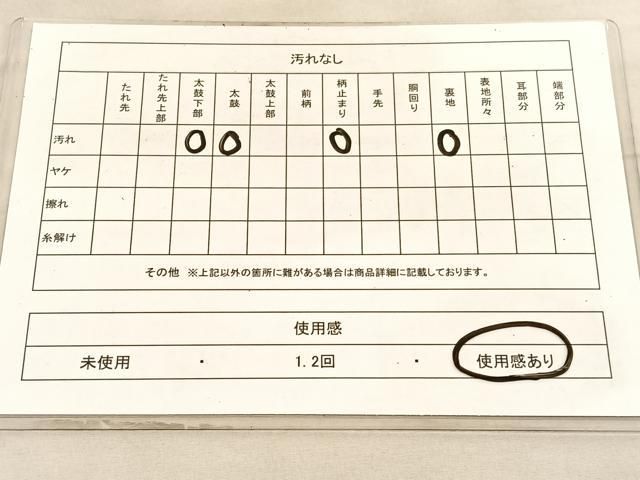 汚れなし
たれ先 たれ先上部 太鼓下部 太鼓 太鼓上部 前柄 柄止まり 手先 胴回り 裏地 表地所々 耳部分 端部分
汚れ O O O O
ヤケ
擦れ
糸解け
その他 ※上記以外の箇所に難がある場合は商品詳細に記載しております。
使用感
未使用 ・ 1.2回 ・ 使用感あり